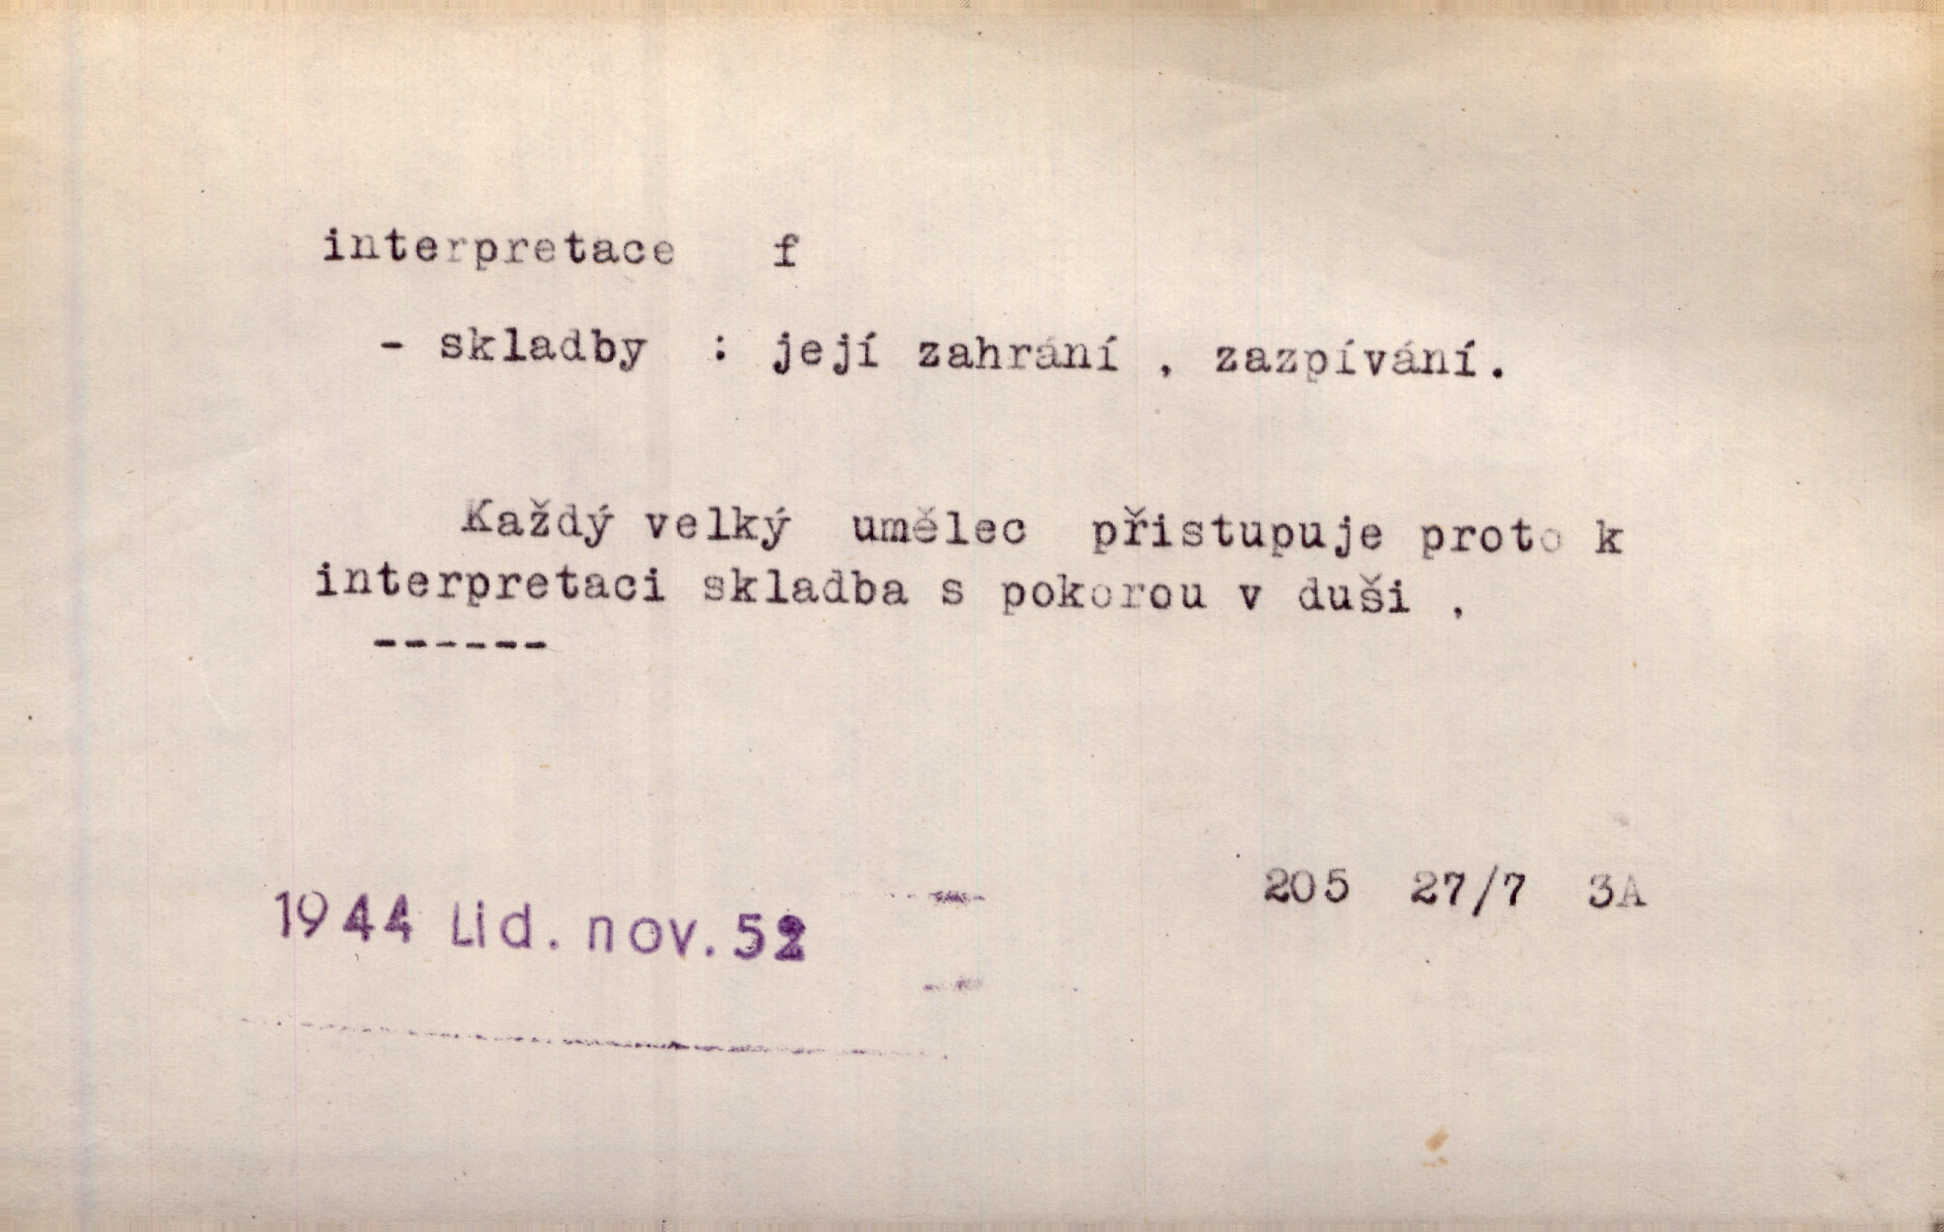 interpretace f
- skladby : její zahrání , zazpívání.
Každý velký umělec přistupuje proto k
interpretaci skladba s pokorou v duši .
------
205 27/7 3A
1944 Lid. nov. 52